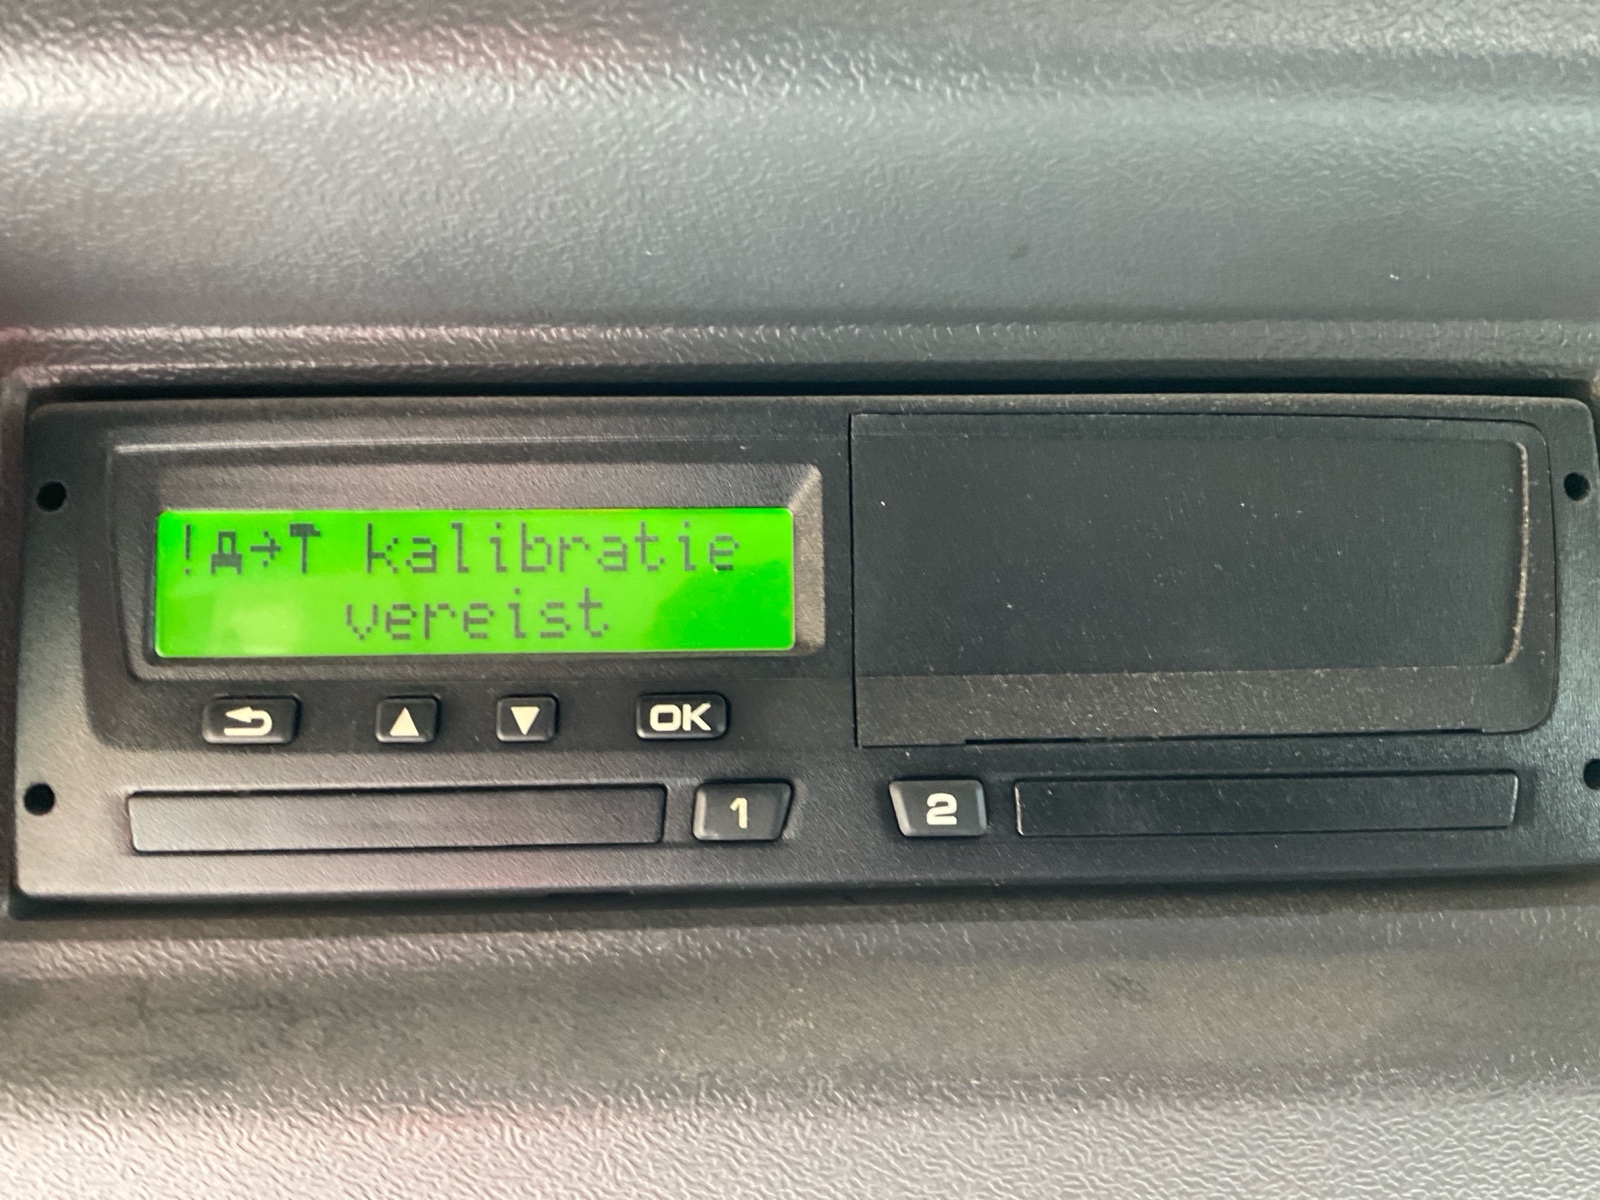 ! → kalibratie
vereist
OK
1
2